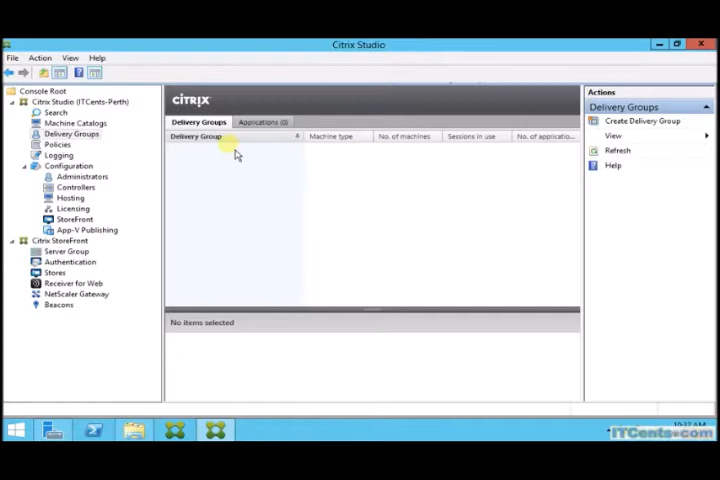 Citrix Studio
File Action View Help
Console Root
Citrix Studio (ITCents-Perth)
Search
Machine Catalogs
Delivery Groups
Policies
Logging
Configuration
Administrators
Controllers
Hosting
Licensing
StoreFront
App-V Publishing
Citrix StoreFront
Server Group
Authentication
Stores
Receiver for Web
NetScaler Gateway
Beacons
CITRIX
Delivery Groups Applications (0)
Delivery Group Machine type No. of machines Sessions in use No. of applicatio...
No items selected
Actions
Delivery Groups
Create Delivery Group
View
Refresh
Help
ITCents.com